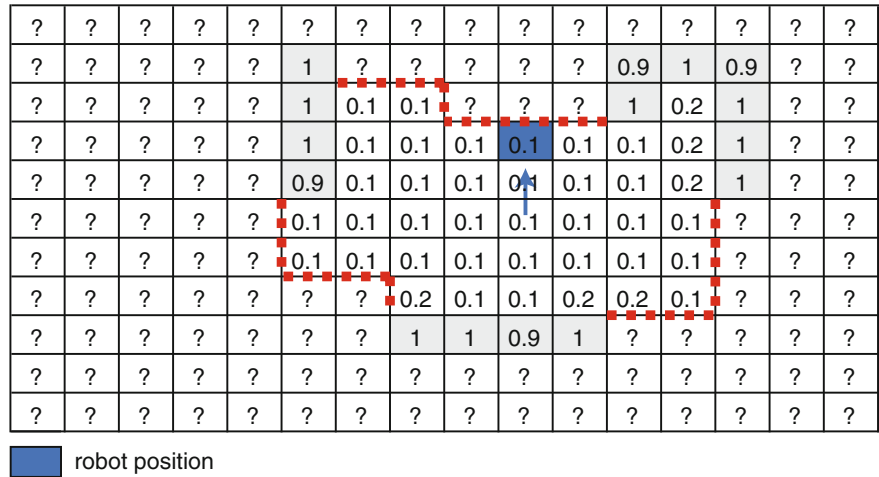 ? ? ? ? ? ? ? ? ? ? ? ? ? ? ? ?
? ? ? ? ? 1 ? ? ? ? ? 0.9 1 0.9 ? ?
? ? ? ? ? 1 0.1 0.1 ? ? ? 1 0.2 1 ? ?
? ? ? ? ? 1 0.1 0.1 0.1 0.1 0.1 0.1 0.2 1 ? ?
? ? ? ? ? 0.9 0.1 0.1 0.1 0.1 0.1 0.1 0.2 1 ? ?
? ? ? ? ? 0.1 0.1 0.1 0.1 0.1 0.1 0.1 0.1 ? ? ?
? ? ? ? ? 0.1 0.1 0.1 0.1 0.1 0.1 0.1 0.1 ? ? ?
? ? ? ? ? ? ? 0.2 0.1 0.1 0.2 0.2 0.1 ? ? ?
? ? ? ? ? ? ? 1 1 0.9 1 ? ? ? ? ?
? ? ? ? ? ? ? ? ? ? ? ? ? ? ? ?
? ? ? ? ? ? ? ? ? ? ? ? ? ? ? ?
robot position